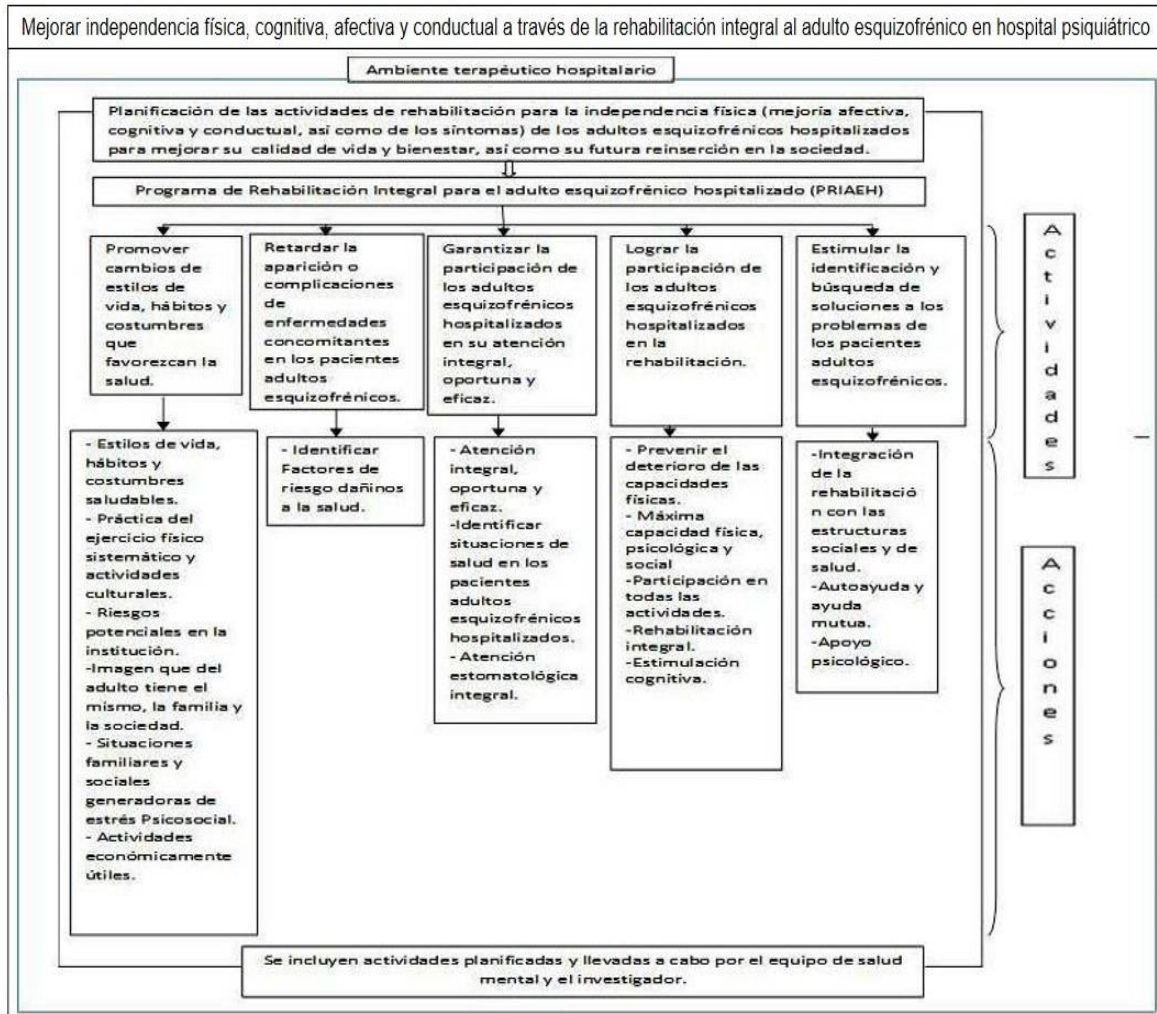 Mejorar independencia física, cognitiva, afectiva y conductual a través de la rehabilitación integral al adulto esquizofrénico en hospital psiquiátrico
Ambiente terapéutico hospitalario
Planificación de las actividades de rehabilitación para la independencia física (mejoría afectiva,
cognitiva y conductual, así como de los síntomas) de los adultos esquizofrénicos hospitalizados
para mejorar su calidad de vida y bienestar, así como su futura reinserción en la sociedad.
Programa de Rehabilitación Integral para el adulto esquizofrénico hospitalizado (PRIAEH)
Promover
cambios de
estilos de
vida, hábitos y
costumbres
que
favorezcan la
salud.
Retardar la
aparición o
complicaciones
de
enfermedades
concomitantes
en los pacientes
adultos
esquizofrénicos.
Garantizar la
participación de
los adultos
esquizofrénicos
hospitalizados
en su atención
integral,
oportuna y
eficaz.
Lograr la
participación de
los adultos
esquizofrénicos
hospitalizados
en la
rehabilitación.
Estimular la
identificación y
búsqueda de
soluciones a los
problemas de
los pacientes
adultos
esquizofrénicos.
Actividades
- Estilos de vida,
hábitos y
costumbres
saludables.
- Práctica del
ejercicio físico
sistemático y
actividades
culturales.
- Riesgos
potenciales en la
institución.
-Imagen que del
adulto tiene el
mismo, la familia y
la sociedad.
- Situaciones
familiares y
sociales
generadoras de
estrés Psicosocial.
- Actividades
económicamente
útiles.
- Identificar
Factores de
riesgo dañinos
a la salud.
- Atención
integral,
oportuna y
eficaz.
-Identificar
situaciones de
salud en los
pacientes
adultos
esquizofrénicos
hospitalizados.
- Atención
estomatológica
integral.
- Prevenir el
deterioro de las
capacidades
físicas.
- Máxima
capacidad física,
psicológica y
social
-Participación en
todas las
actividades.
-Rehabilitación
integral.
-Estimulación
cognitiva.
-Integración
de la
rehabilitació
n con las
estructuras
sociales y de
salud.
-Autoayuda y
ayuda
mutua.
-Apoyo
psicológico.
Acciones
Se incluyen actividades planificadas y llevadas a cabo por el equipo de salud
mental y el investigador.